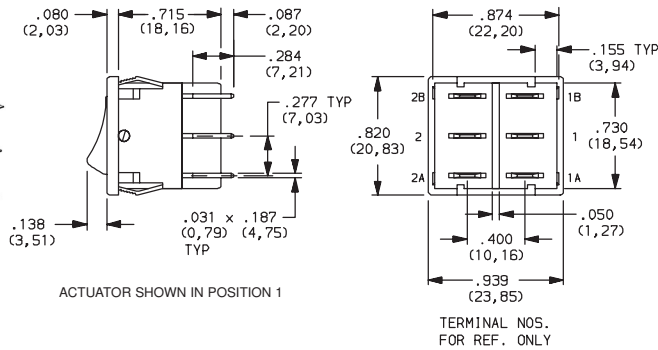 .080
(2,03)
.715
(18,16)
.087
(2,20)
.284
(7,21)
.277 TYP
(7,03)
.138
(3,51)
.031 x .187
(0,79) (4,75)
TYP
ACTUATOR SHOWN IN POSITION 1
.874
(22,20)
.155 TYP
(3,94)
.820
(20,83)
2B
1B
2
1
2A
1A
.730
(18,54)
.050
(1,27)
.400
(10,16)
.939
(23,85)
TERMINAL NOS.
FOR REF. ONLY